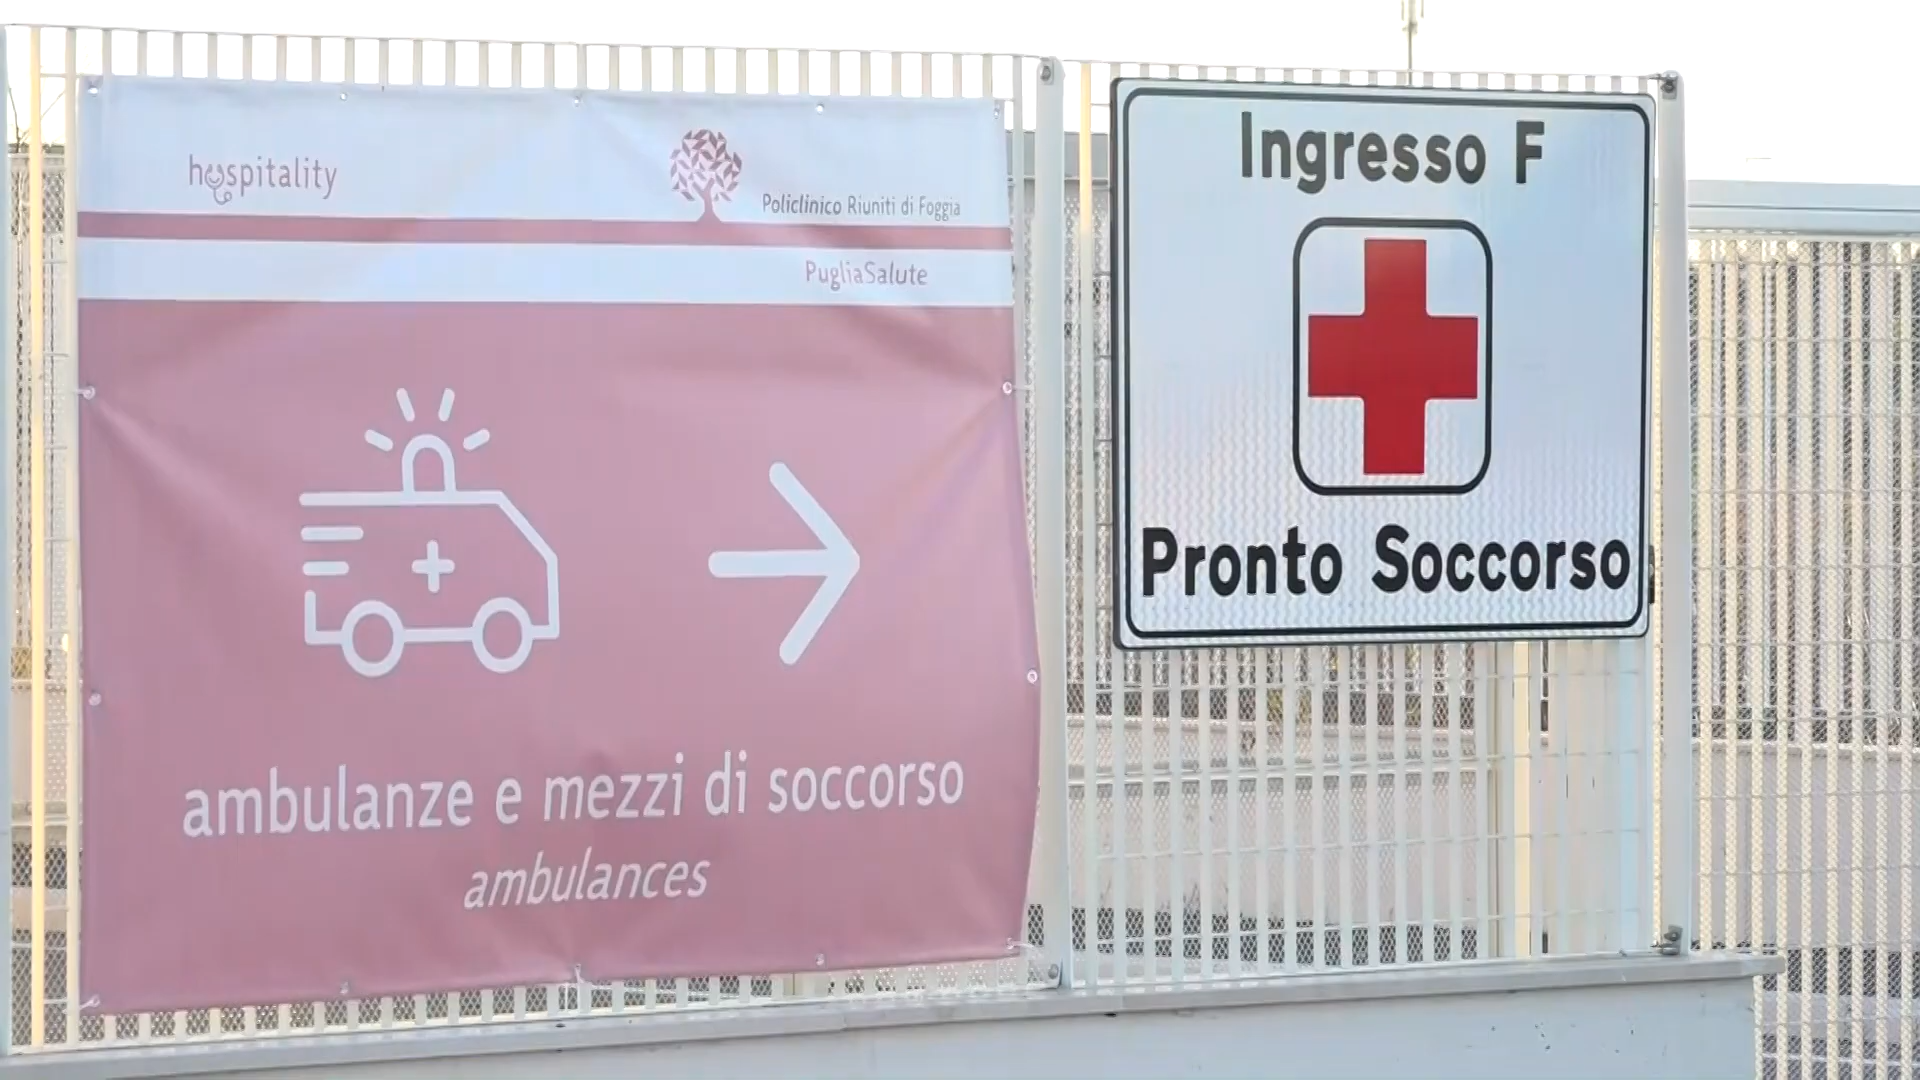 hospitality
Policlinico Riuniti di Foggia
PugliaSalute
ambulanze e mezzi di soccorso
ambulances
Ingresso F
Pronto Soccorso